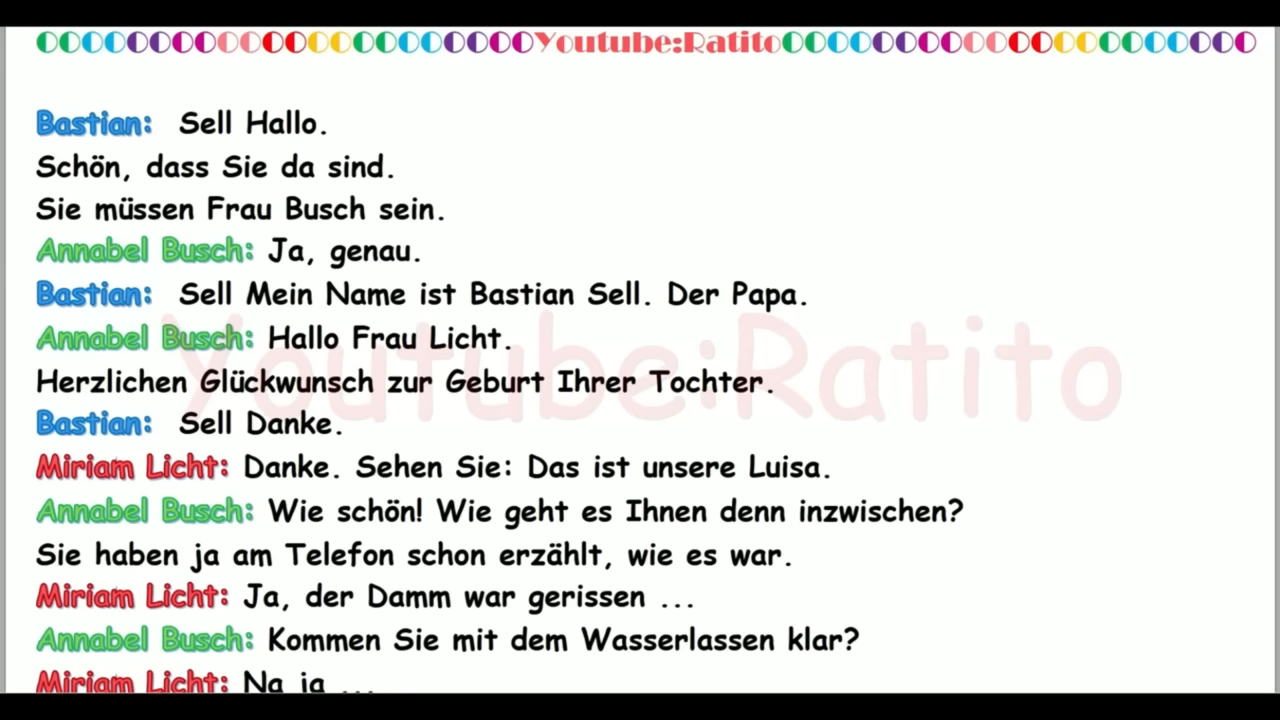 Youtube:Ratito
Bastian: Sell Hallo.
Schön, dass Sie da sind.
Sie müssen Frau Busch sein.
Annabel Busch: Ja, genau.
Bastian: Sell Mein Name ist Bastian Sell. Der Papa.
Annabel Busch: Hallo Frau Licht.
Youtube:Ratito
Herzlichen Glückwunsch zur Geburt Ihrer Tochter.
Bastian: Sell Danke.
Miriam Licht: Danke. Sehen Sie: Das ist unsere Luisa.
Annabel Busch: Wie schön! Wie geht es Ihnen denn inzwischen?
Sie haben ja am Telefon schon erzählt, wie es war.
Miriam Licht: Ja, der Damm war gerissen ...
Annabel Busch: Kommen Sie mit dem Wasserlassen klar?
Miriam Licht: Na ja ...